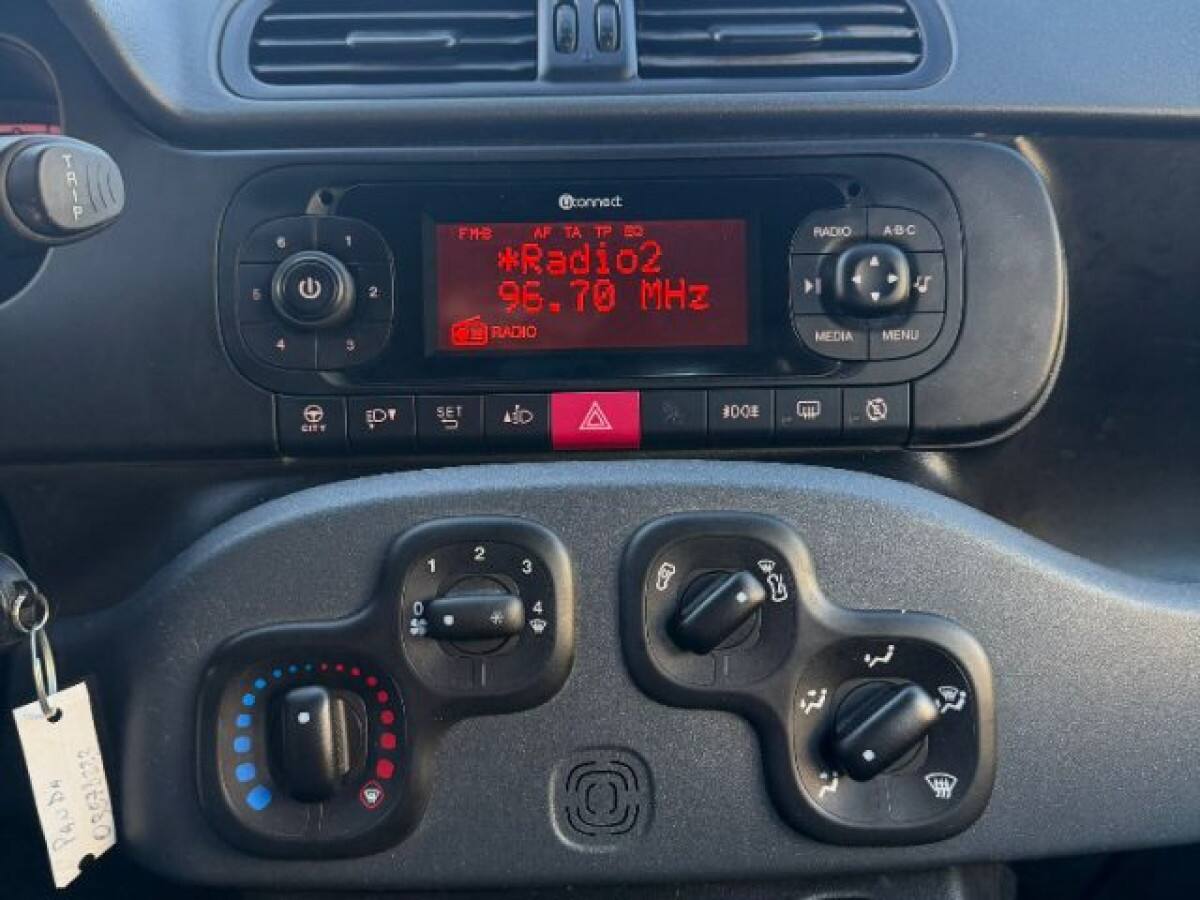 TRIP
uconnect
FM-B AF TA TP EQ
*Radio2
96.70 MHz
RADIO
6 1
5 2
4 3
RADIO A·B·C
MEDIA MENU
CITY
SET
0 1 2 3 4
PANDA